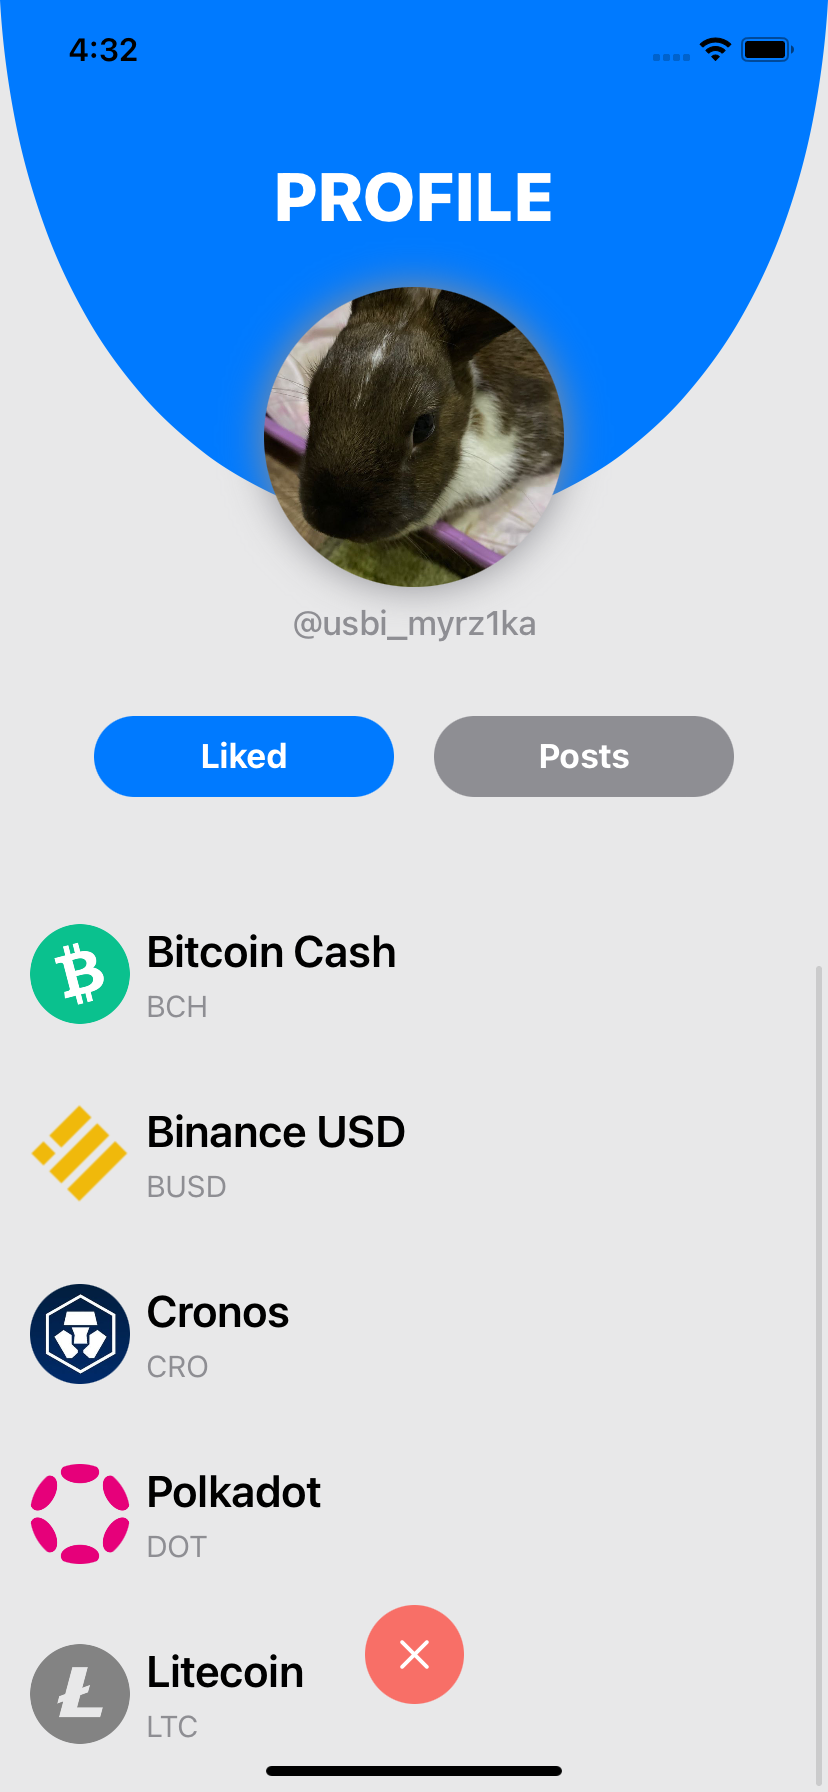 4:32
PROFILE
@usbi_myrz1ka
Liked
Posts
Bitcoin Cash
BCH
Binance USD
BUSD
Cronos
CRO
Polkadot
DOT
Litecoin
LTC